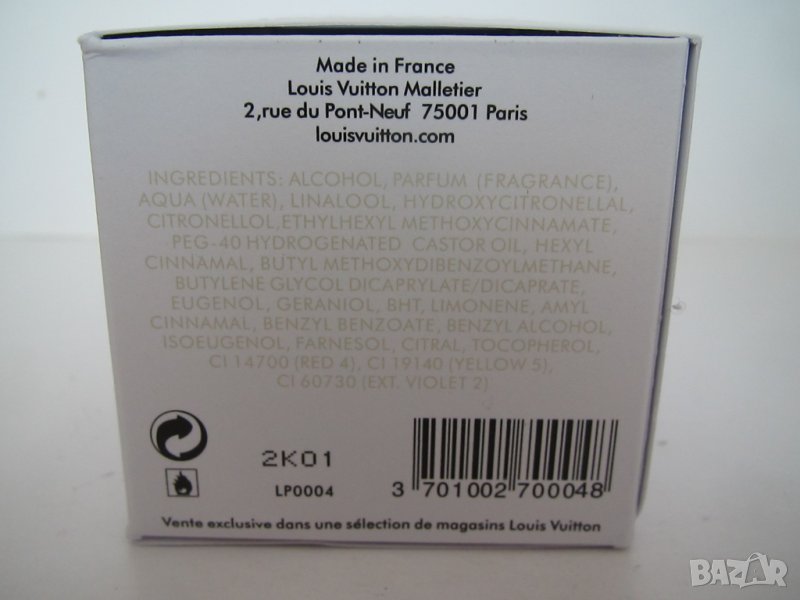 Made in France
Louis Vuitton Malletier
2,rue du Pont-Neuf 75001 Paris
louisvuitton.com
INGREDIENTS: ALCOHOL, PARFUM (FRAGRANCE),
AQUA (WATER), LINALOOL, HYDROXYCITRONELLAL,
CITRONELLOL,ETHYLHEXYL METHOXYCINNAMATE,
PEG-40 HYDROGENATED CASTOR OIL, HEXYL
CINNAMAL, BUTYL METHOXYDIBENZOYLMETHANE,
BUTYLENE GLYCOL DICAPRYLATE/DICAPRATE,
EUGENOL, GERANIOL, BHT, LIMONENE, AMYL
CINNAMAL, BENZYL BENZOATE, BENZYL ALCOHOL,
ISOEUGENOL, FARNESOL, CITRAL, TOCOPHEROL,
CI 14700 (RED 4), CI 19140 (YELLOW 5),
CI 60730 (EXT. VIOLET 2)
2K01
LP0004
3 701002 700048
Vente exclusive dans une sélection de magasins Louis Vuitton
BAZAR